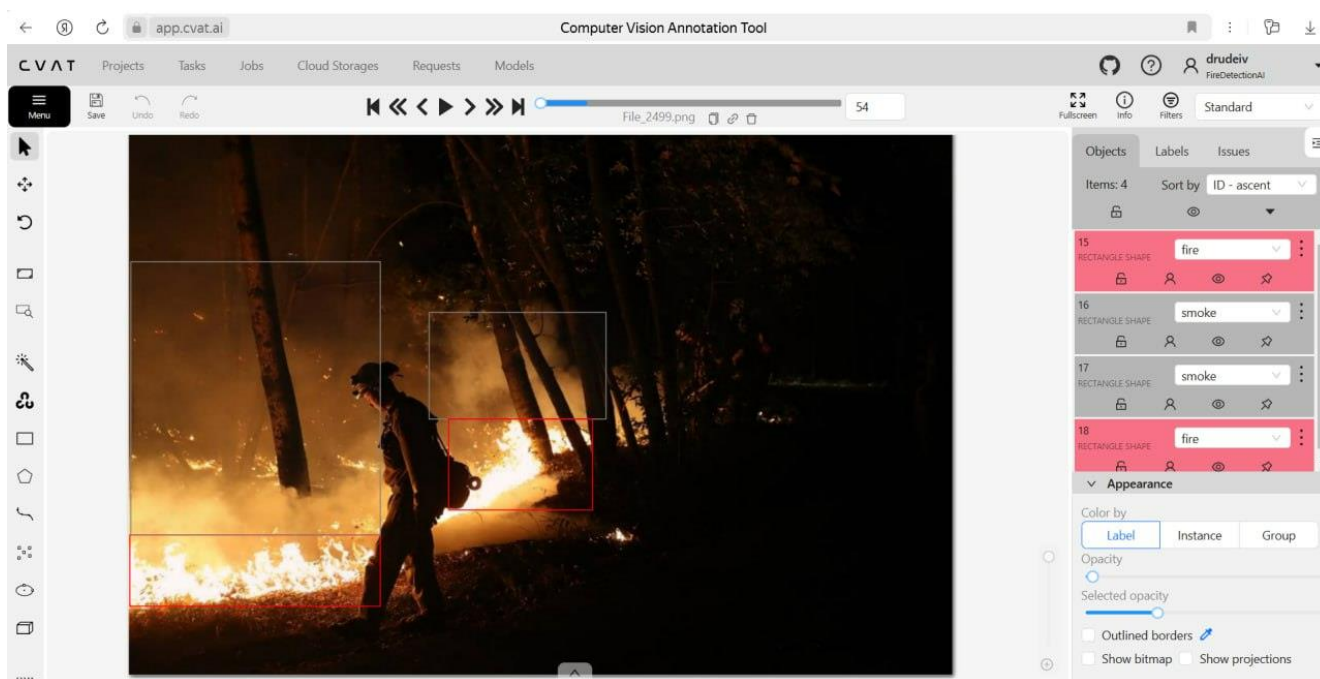 app.cvat.ai
Computer Vision Annotation Tool
CVAT Projects Tasks Jobs Cloud Storages Requests Models
drudeiv
FireDetectionAI
Menu Save Undo Redo
File_2499.png
54
Fullscreen Info Filters
Standard
Objects Labels Issues
Items: 4 Sort by ID - ascent
15 fire
RECTANGLE SHAPE
16 smoke
RECTANGLE SHAPE
17 smoke
RECTANGLE SHAPE
18 fire
RECTANGLE SHAPE
Appearance
Color by
Label Instance Group
Opacity
Selected opacity
Outlined borders
Show bitmap Show projections